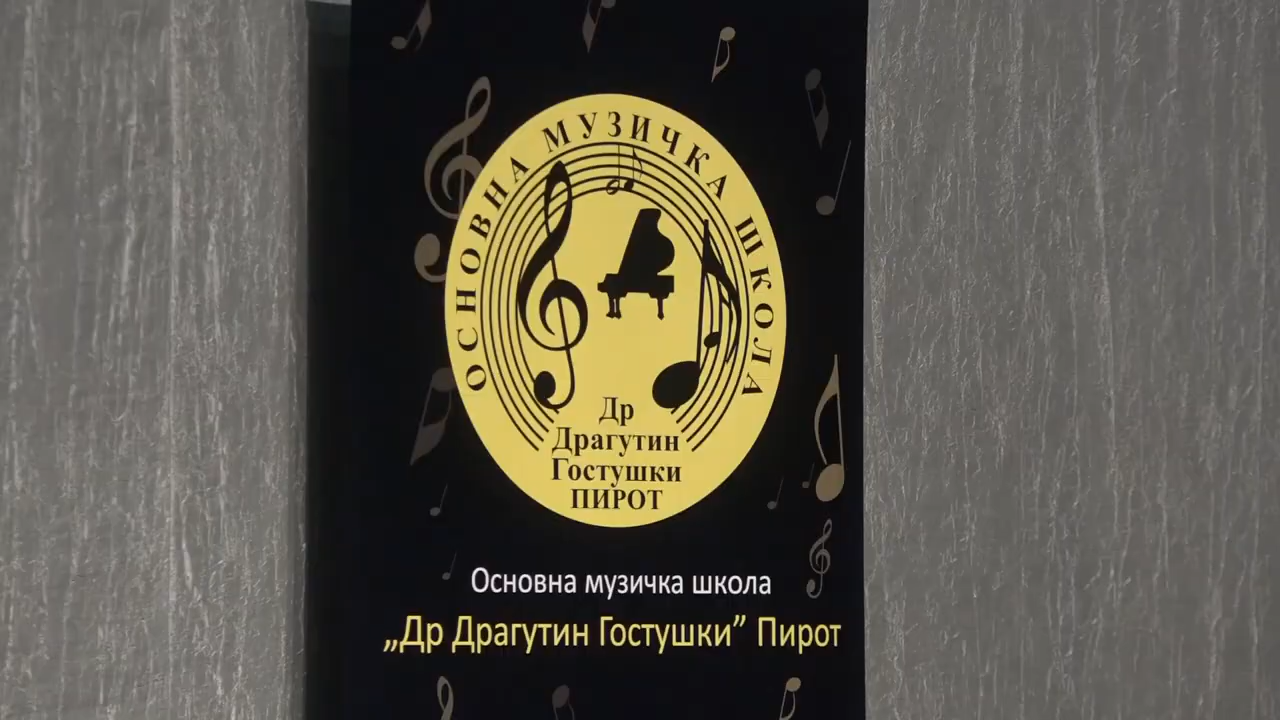 ОСНОВНА МУЗИЧКА ШКОЛА
Др
Драгутин
Гостушки
ПИРОТ
Основна музичка школа
„Др Драгутин Гостушки” Пирот